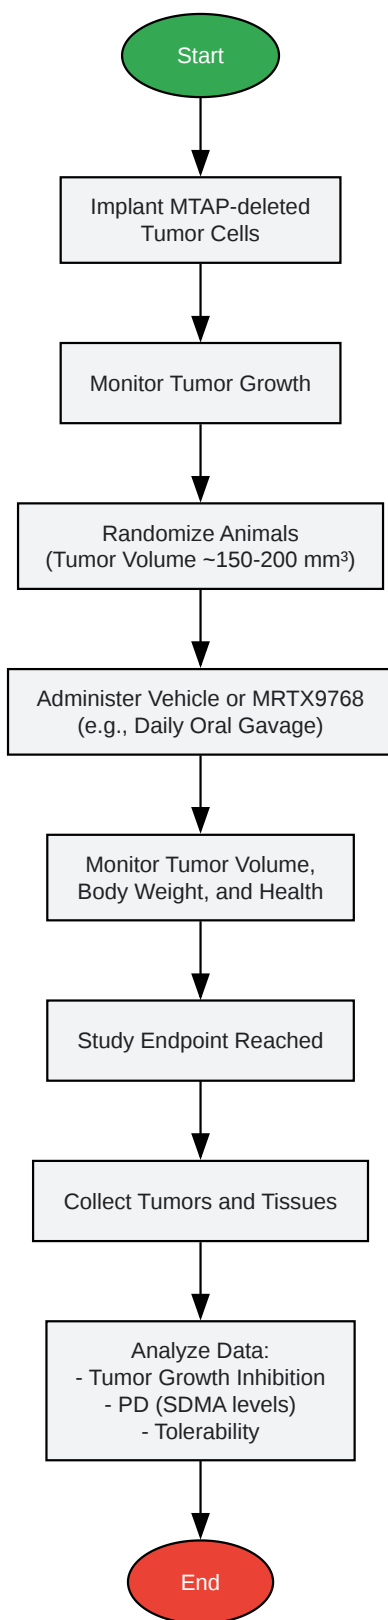 Start
Implant MTAP-deleted
Tumor Cells
Monitor Tumor Growth
Randomize Animals
(Tumor Volume ~150-200 mm³)
Administer Vehicle or MRTX9768
(e.g., Daily Oral Gavage)
Monitor Tumor Volume,
Body Weight, and Health
Study Endpoint Reached
Collect Tumors and Tissues
Analyze Data:
- Tumor Growth Inhibition
- PD (SDMA levels)
- Tolerability
End